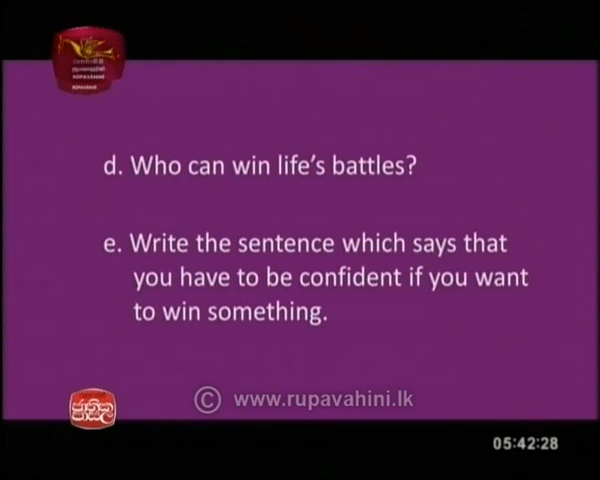 d. Who can win life's battles?
e. Write the sentence which says that
you have to be confident if you want
to win something.
© www.rupavahini.lk
05:42:28